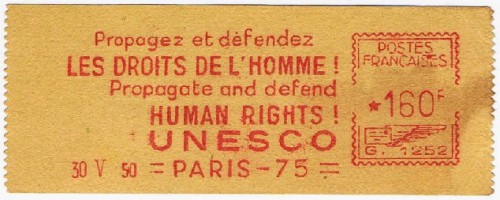 Propagez et défendez
LES DROITS DE L'HOMME !
Propagate and defend
HUMAN RIGHTS !
UNESCO
30 V 50 = PARIS-75 =
POSTES
FRANÇAISES
*160F
G. 1252